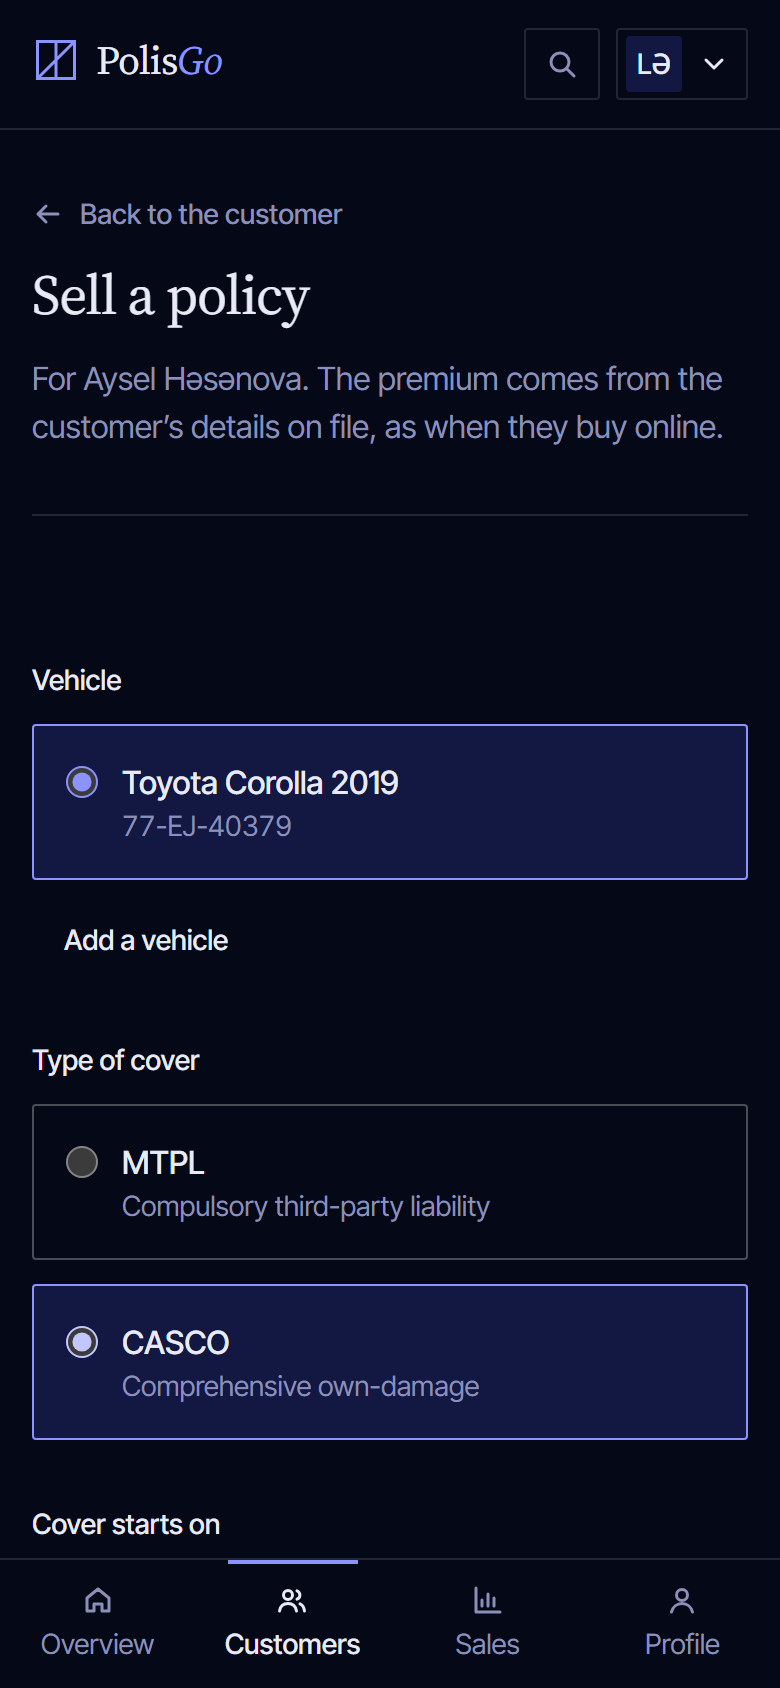 PolisGo
Lə
Back to the customer
Sell a policy
For Aysel Həsənova. The premium comes from the
customer’s details on file, as when they buy online.
Vehicle
Toyota Corolla 2019
77-EJ-40379
Add a vehicle
Type of cover
MTPL
Compulsory third-party liability
CASCO
Comprehensive own-damage
Cover starts on
Overview
Customers
Sales
Profile